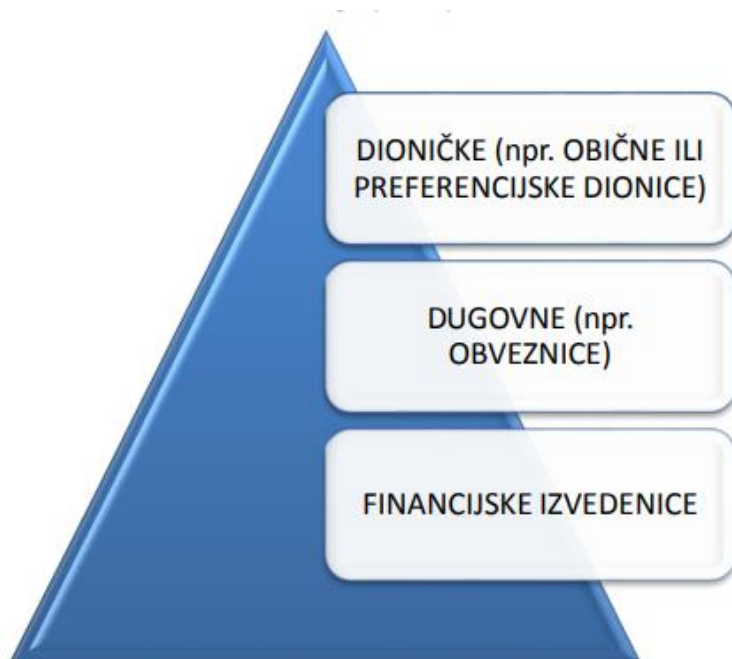 DIONIČKE (npr. OBIČNE ILI
PREFERENCIJSKE DIONICE)
DUGOVNE (npr.
OBVEZNICE)
FINANCIJSKE IZVEDENICE